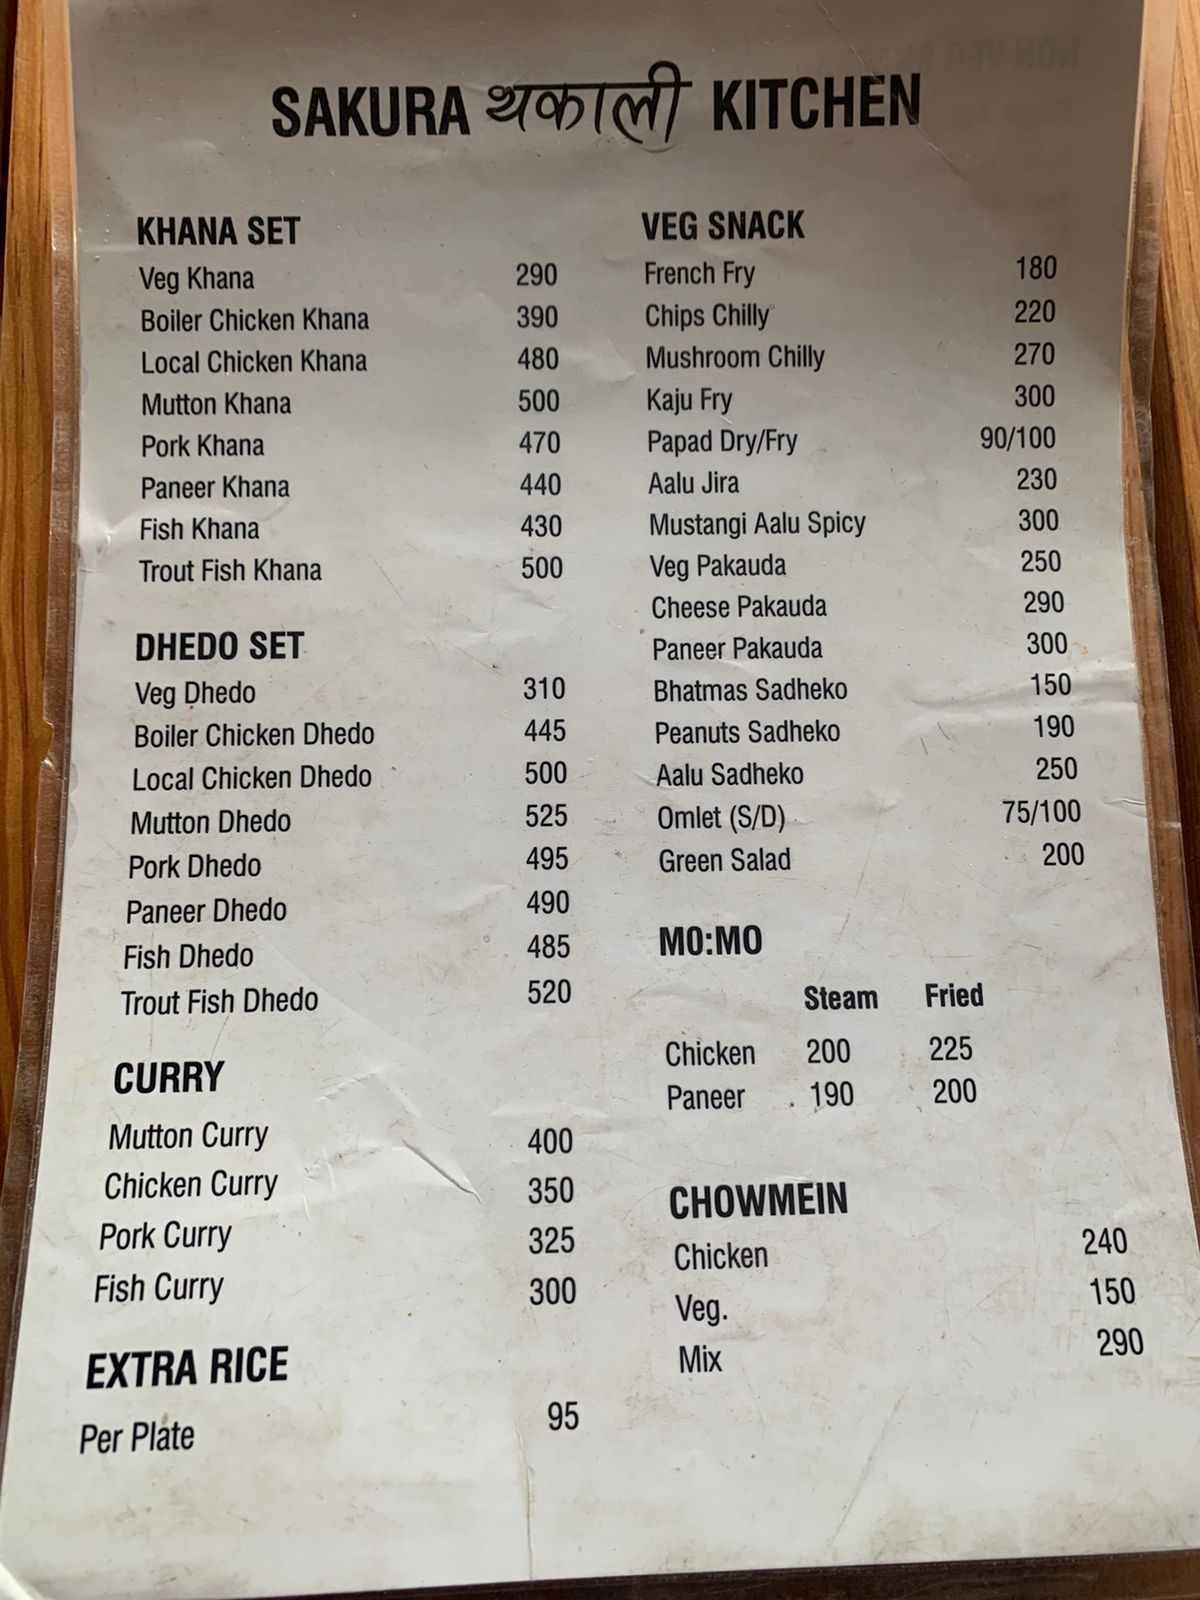 SAKURA थकाली KITCHEN
KHANA SET
Veg Khana 290
Boiler Chicken Khana 390
Local Chicken Khana 480
Mutton Khana 500
Pork Khana 470
Paneer Khana 440
Fish Khana 430
Trout Fish Khana 500
DHEDO SET
Veg Dhedo 310
Boiler Chicken Dhedo 445
Local Chicken Dhedo 500
Mutton Dhedo 525
Pork Dhedo 495
Paneer Dhedo 490
Fish Dhedo 485
Trout Fish Dhedo 520
CURRY
Mutton Curry 400
Chicken Curry 350
Pork Curry 325
Fish Curry 300
EXTRA RICE
Per Plate 95
VEG SNACK
French Fry 180
Chips Chilly 220
Mushroom Chilly 270
Kaju Fry 300
Papad Dry/Fry 90/100
Aalu Jira 230
Mustangi Aalu Spicy 300
Veg Pakauda 250
Cheese Pakauda 290
Paneer Pakauda 300
Bhatmas Sadheko 150
Peanuts Sadheko 190
Aalu Sadheko 250
Omlet (S/D) 75/100
Green Salad 200
MO:MO
Steam Fried
Chicken 200 225
Paneer 190 200
CHOWMEIN
Chicken 240
Veg. 150
Mix 290